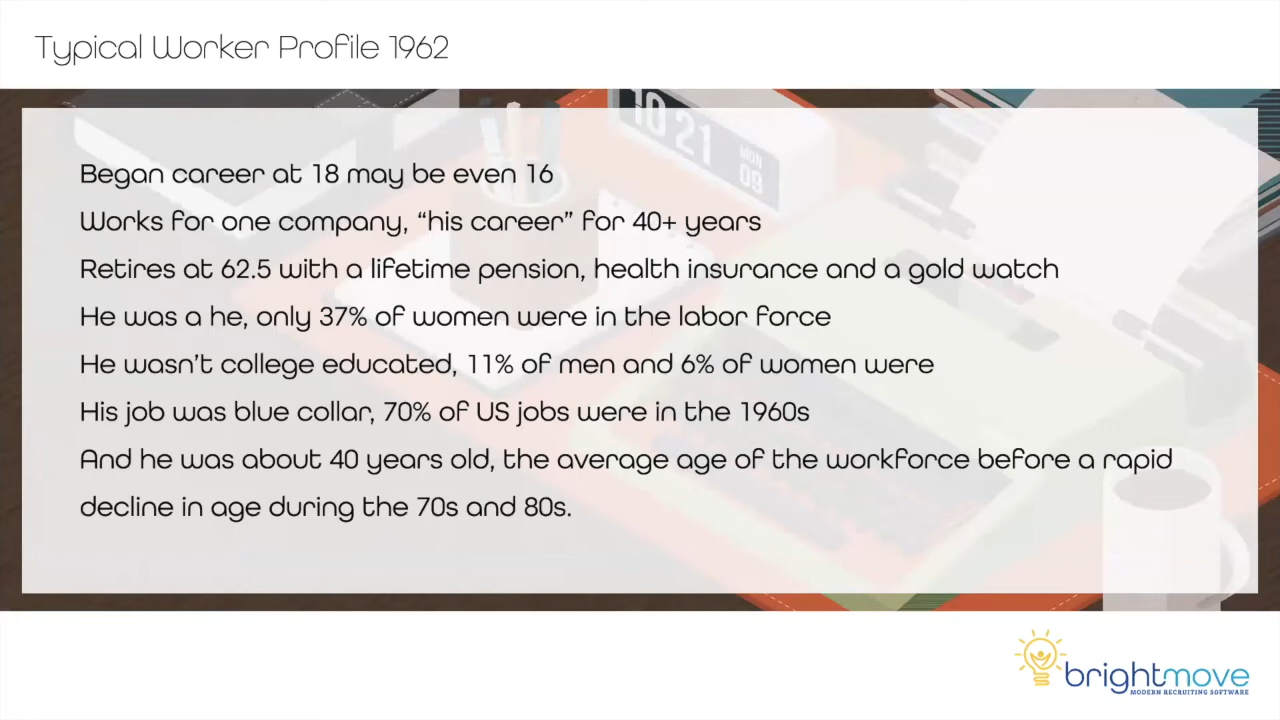 Typical Worker Profile 1962
10 21
MON
09
Began career at 18 may be even 16
Works for one company, “his career” for 40+ years
Retires at 62.5 with a lifetime pension, health insurance and a gold watch
He was a he, only 37% of women were in the labor force
He wasn’t college educated, 11% of men and 6% of women were
His job was blue collar, 70% of US jobs were in the 1960s
And he was about 40 years old, the average age of the workforce before a rapid
decline in age during the 70s and 80s.
brightmove
MODERN RECRUITING SOFTWARE